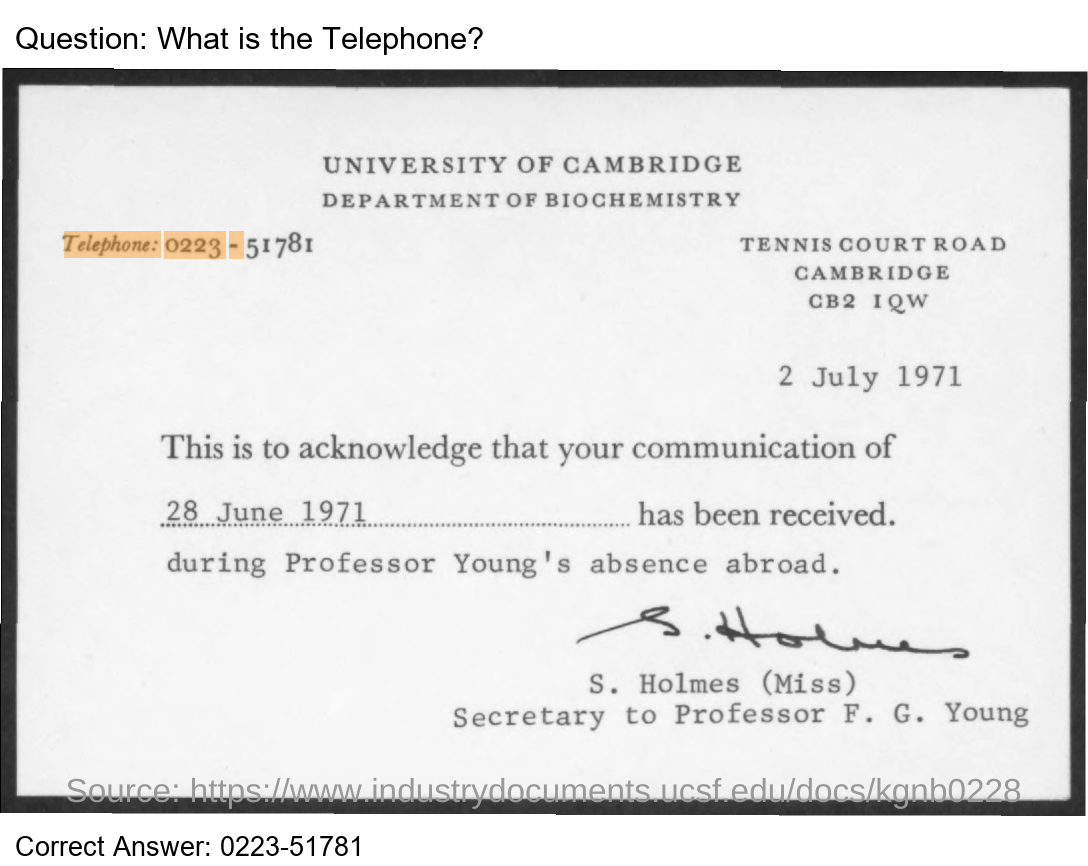 Question: What is the Telephone?
UNIVERSITY OF CAMBRIDGE
DEPARTMENT OF BIOCHEMISTRY
Telephone: 0223 - 51781
TENNIS COURT ROAD
CAMBRIDGE
CB2 1QW
2 July 1971
This is to acknowledge that your communication of
28 June 1971 has been received.
during Professor Young's absence abroad.
S. Holmes
S. Holmes (Miss)
Secretary to Professor F. G. Young
Source: https://www.industrydocuments.ucsf.edu/docs/kgnb0228
Correct Answer: 0223-51781